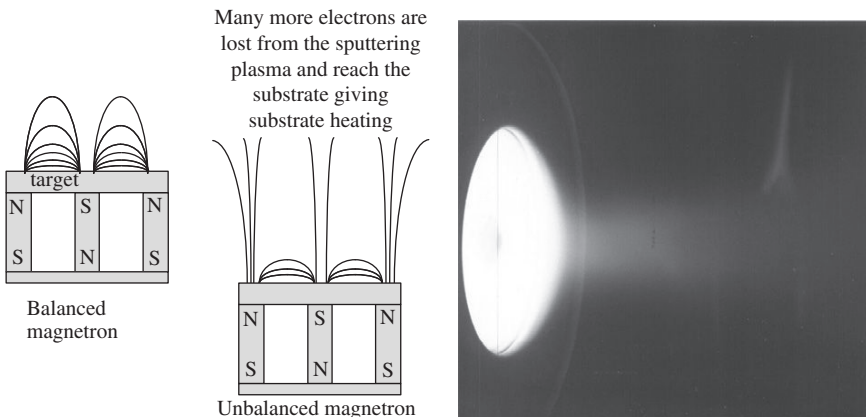 Many more electrons are
lost from the sputtering
plasma and reach the
substrate giving
substrate heating
target
N S N
S N S
Balanced
magnetron
N S N
S N S
Unbalanced magnetron